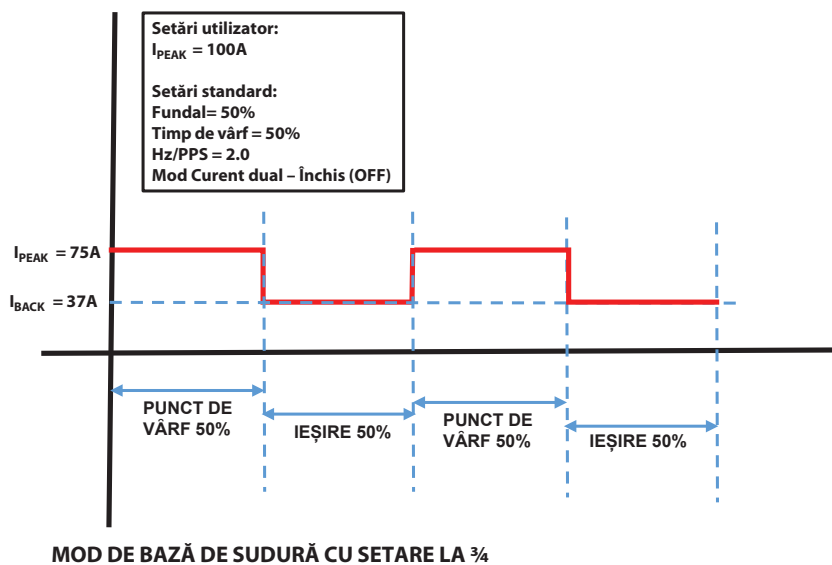 Setări utilizator:
IPEAK = 100A
Setări standard:
Fundal= 50%
Timp de vârf = 50%
Hz/PPS = 2.0
Mod Curent dual – Închis (OFF)
IPEAK = 75A
IBACK = 37A
PUNCT DE
VÂRF 50%
IEȘIRE 50%
PUNCT DE
VÂRF 50%
IEȘIRE 50%
MOD DE BAZĂ DE SUDURĂ CU SETARE LA ¾